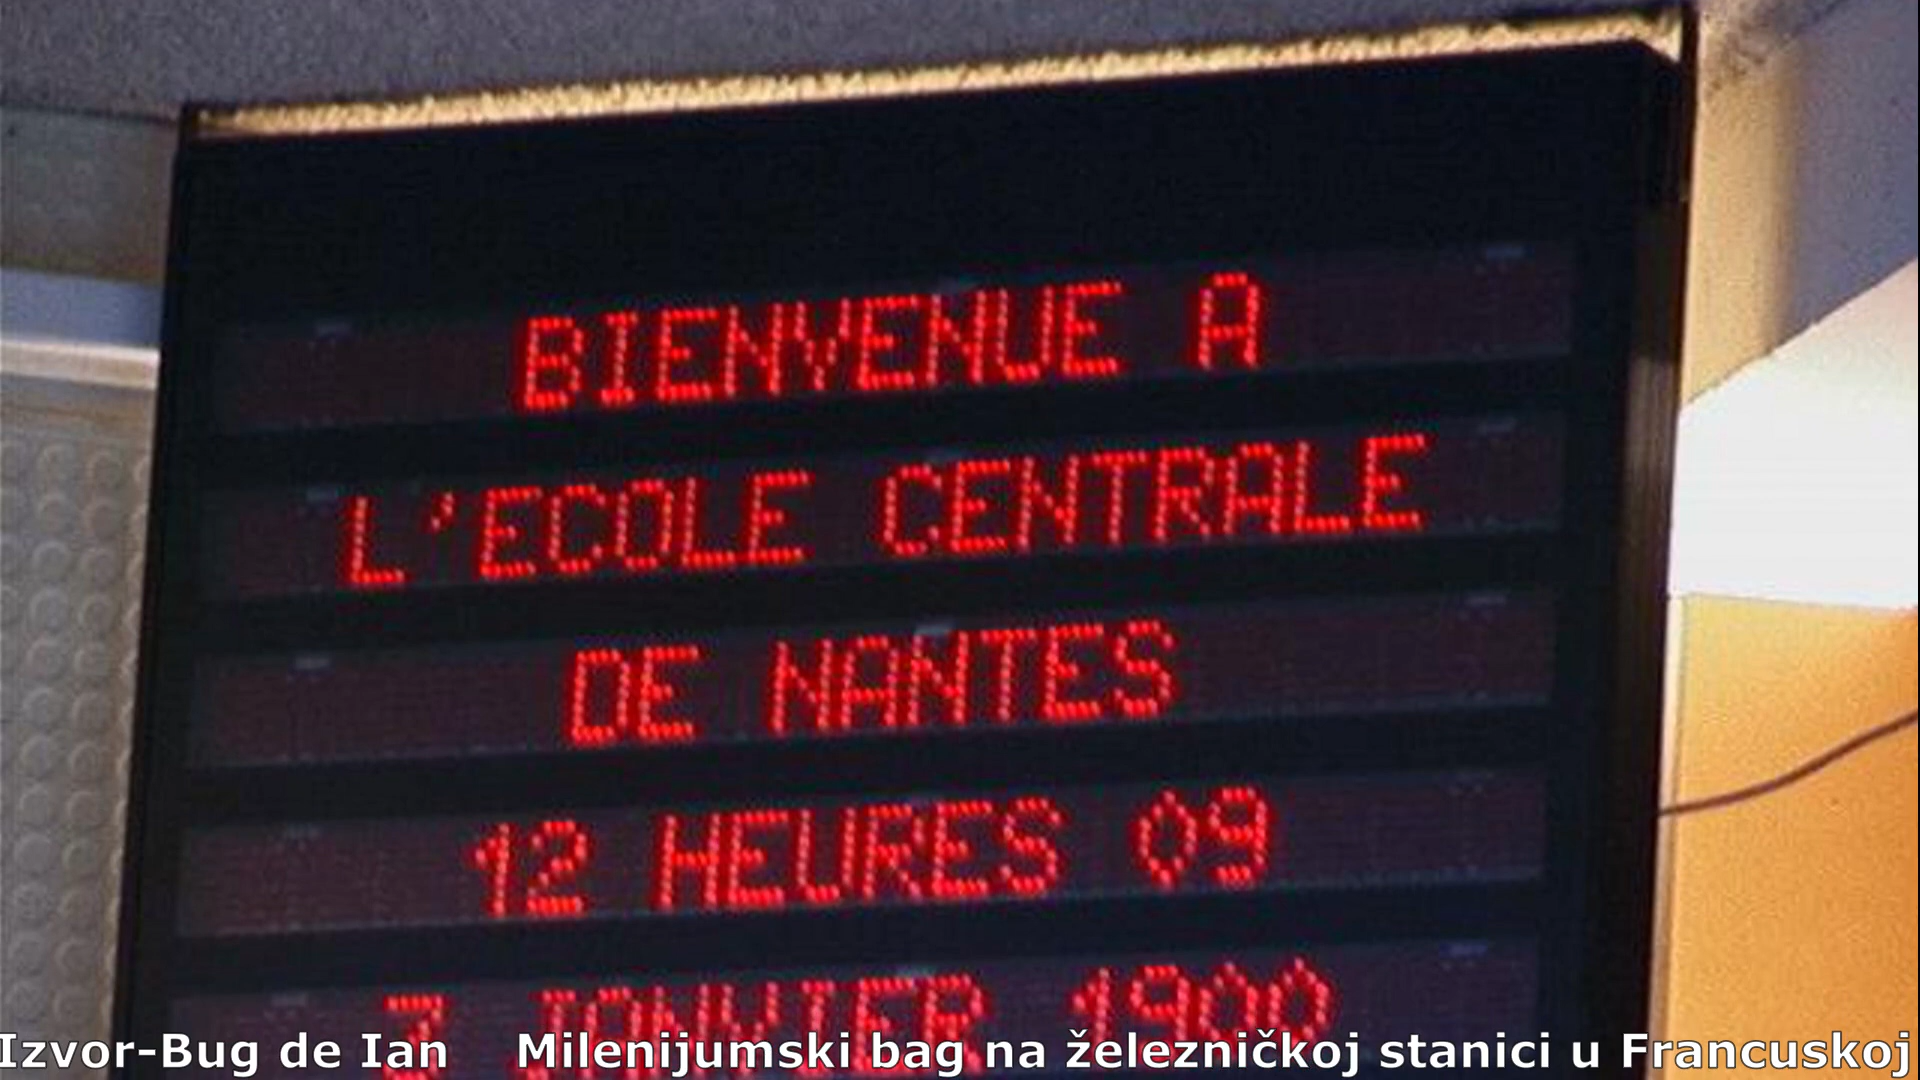 BIENVENUE A
L'ECOLE CENTRALE
DE NANTES
12 HEURES 09
3 JANVIER 1900
Izvor-Bug de Ian Milenijumski bag na železničkoj stanici u Francuskoj